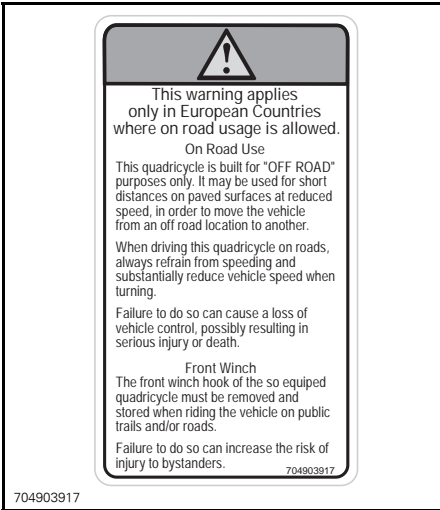 This warning applies
only in European Countries
where on road usage is allowed.
On Road Use
This quadricycle is built for "OFF ROAD"
purposes only. It may be used for short
distances on paved surfaces at reduced
speed, in order to move the vehicle
from an off road location to another.
When driving this quadricycle on roads,
always refrain from speeding and
substantially reduce vehicle speed when
turning.
Failure to do so can cause a loss of
vehicle control, possibly resulting in
serious injury or death.
Front Winch
The front winch hook of the so equiped
quadricycle must be removed and
stored when riding the vehicle on public
trails and/or roads.
Failure to do so can increase the risk of
injury to bystanders.
704903917
704903917